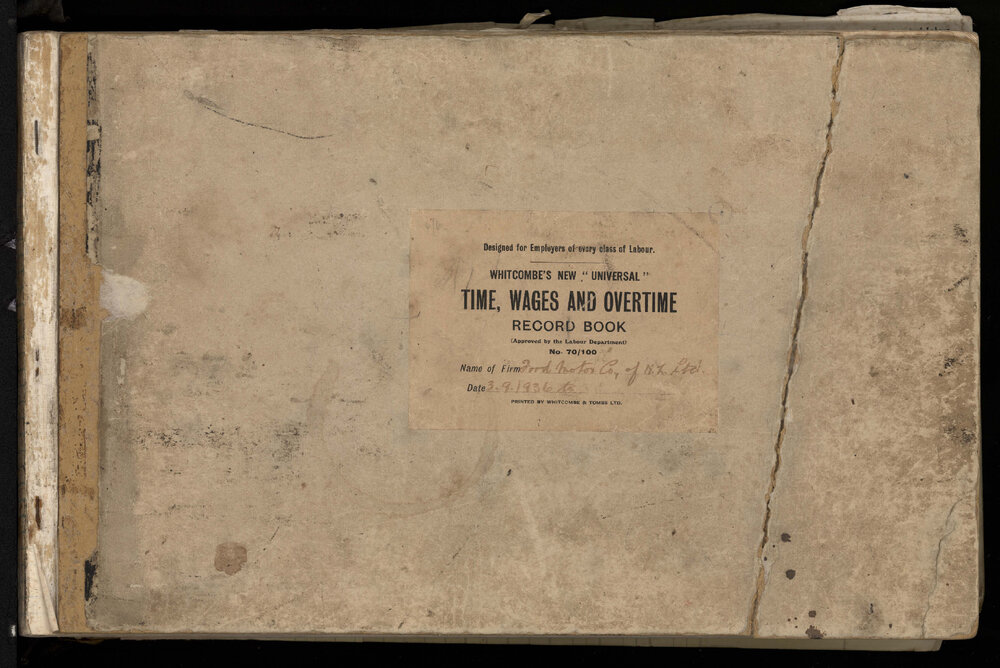 Designed for Employers of every class of Labour.
WHITCOMBE'S NEW "UNIVERSAL"
TIME, WAGES AND OVERTIME
RECORD BOOK
(Approved by the Labour Department)
No. 70/100
Name of Firm Ford Motor Co, of N.Z. Ltd.
Date 3.9.1936 to
PRINTED BY WHITCOMBE & TOMBS LTD.